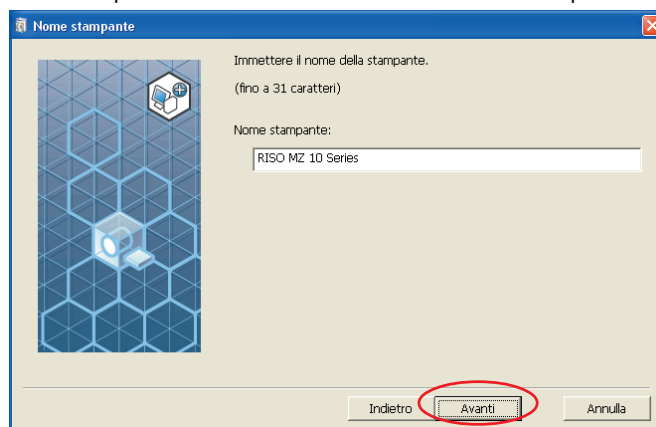 Nome stampante
Immettere il nome della stampante.
(fino a 31 caratteri)
Nome stampante:
RISO MZ 10 Series
Indietro
Avanti
Annulla